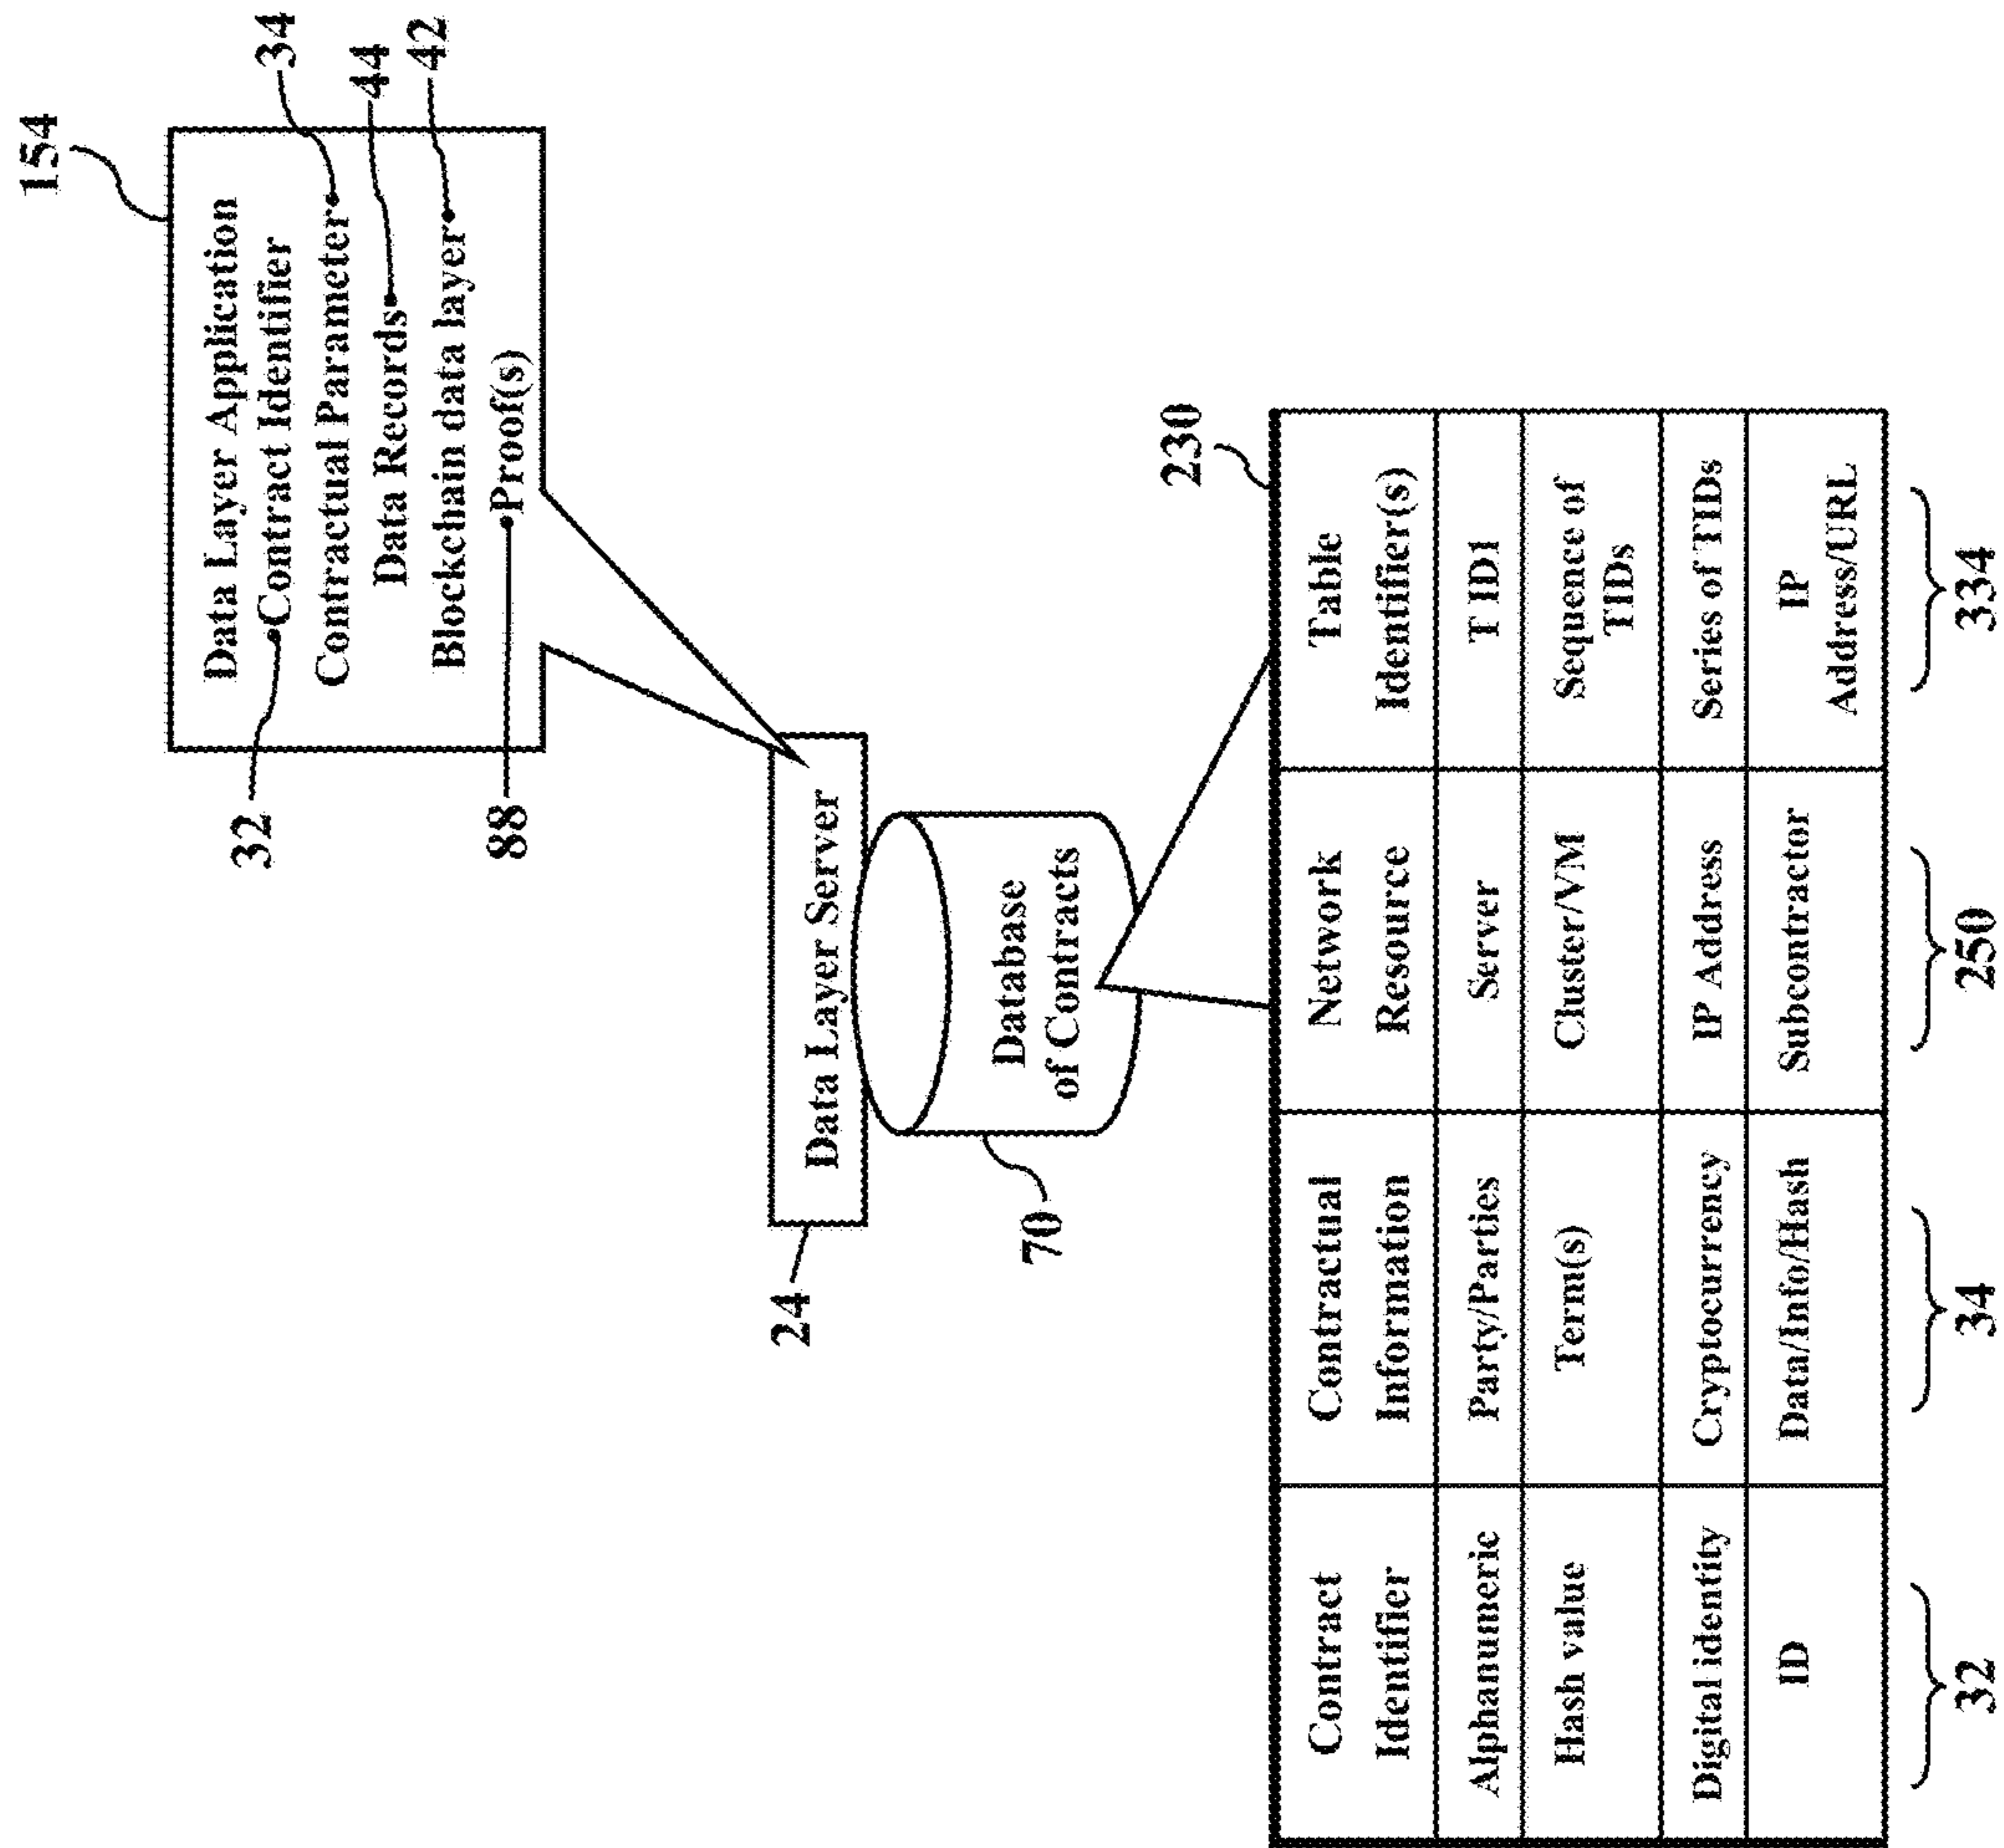 154
Data Layer Application
32
Contract Identifier
Contractual Parameter
34
Data Records
44
Blockchain data layer
42
88
Proof(s)
24
Data Layer Server
70
Database
of Contracts
230
Contract
Identifier
Contractual
Information
Network
Resource
Table
Identifier(s)
Alphanumeric
Party/Parties
Server
T ID1
Hash value
Term(s)
Cluster/VM
Sequence of
TIDs
Digital identity
Cryptocurrency
IP Address
Series of TIDs
ID
Data/Info/Hash
Subcontractor
IP
Address/URL
32
34
250
334